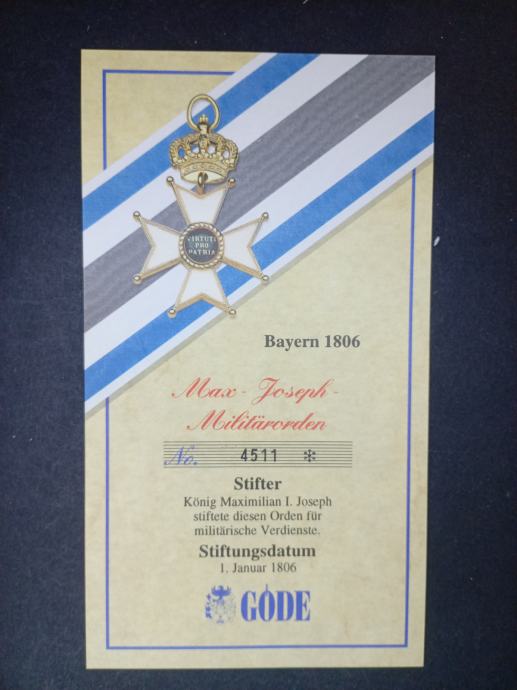 VIRTUTI
PRO
PATRIA
Bayern 1806
Max-Joseph-
Militärorden
No. 4511 *
Stifter
König Maximilian I. Joseph
stiftete diesen Orden für
militärische Verdienste.
Stiftungsdatum
1. Januar 1806
GÖDE